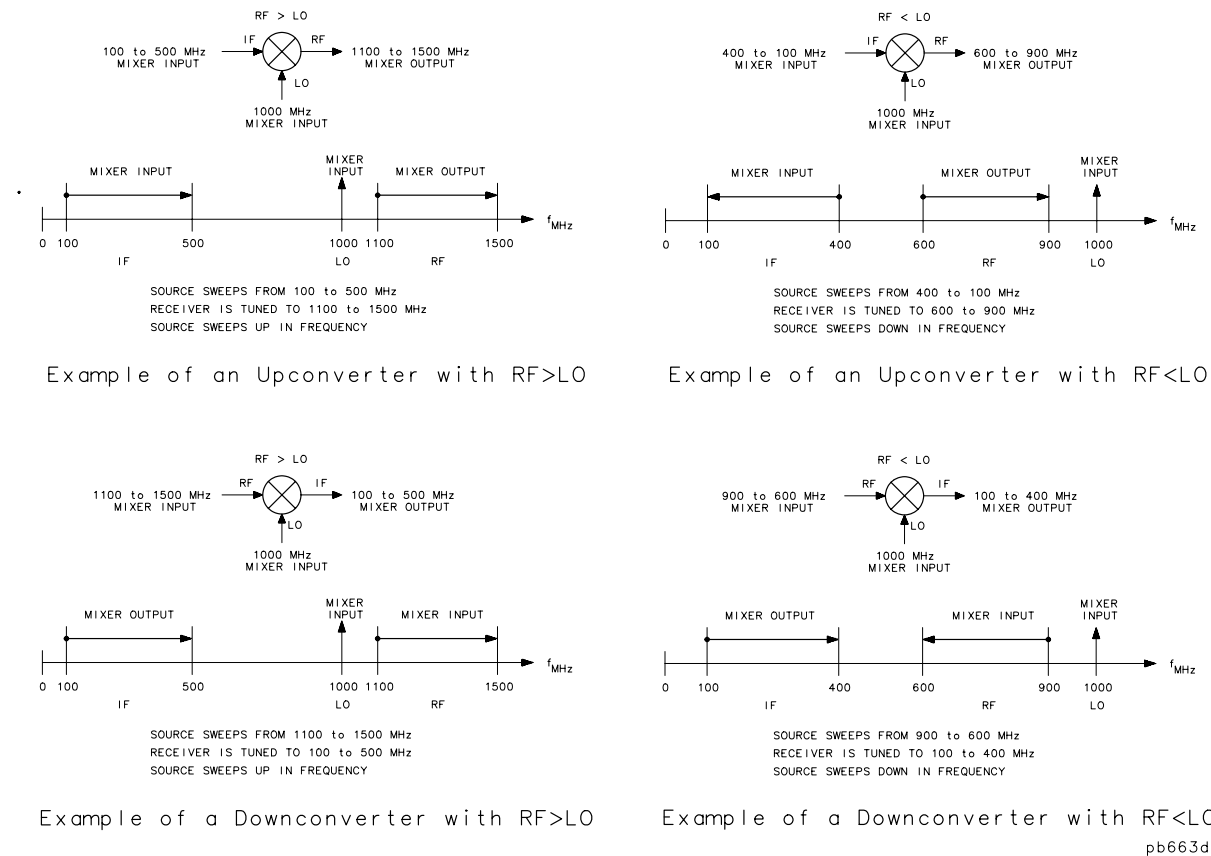 RF > LO
IF
RF
100 to 500 MHz
MIXER INPUT
1100 to 1500 MHz
MIXER OUTPUT
LO
1000 MHz
MIXER INPUT
MIXER INPUT
MIXER
INPUT
MIXER OUTPUT
fMHz
0 100 500 1000 1100 1500
IF LO RF
SOURCE SWEEPS FROM 100 to 500 MHz
RECEIVER IS TUNED TO 1100 to 1500 MHz
SOURCE SWEEPS UP IN FREQUENCY
Example of an Upconverter with RF>LO
RF < LO
IF
RF
400 to 100 MHz
MIXER INPUT
600 to 900 MHz
MIXER OUTPUT
LO
1000 MHz
MIXER INPUT
MIXER INPUT
MIXER OUTPUT
MIXER
INPUT
fMHz
0 100 400 600 900 1000
IF RF LO
SOURCE SWEEPS FROM 400 to 100 MHz
RECEIVER IS TUNED TO 600 to 900 MHz
SOURCE SWEEPS DOWN IN FREQUENCY
Example of an Upconverter with RF<LO
RF > LO
RF
IF
1100 to 1500 MHz
MIXER INPUT
100 to 500 MHz
MIXER OUTPUT
LO
1000 MHz
MIXER INPUT
MIXER OUTPUT
MIXER
INPUT
MIXER INPUT
fMHz
0 100 500 1000 1100 1500
IF LO RF
SOURCE SWEEPS FROM 1100 to 1500 MHz
RECEIVER IS TUNED TO 100 to 500 MHz
SOURCE SWEEPS UP IN FREQUENCY
Example of a Downconverter with RF>LO
RF < LO
RF
IF
900 to 600 MHz
MIXER INPUT
100 to 400 MHz
MIXER OUTPUT
LO
1000 MHz
MIXER INPUT
MIXER OUTPUT
MIXER INPUT
MIXER
INPUT
fMHz
0 100 400 600 900 1000
IF RF LO
SOURCE SWEEPS FROM 900 to 600 MHz
RECEIVER IS TUNED TO 100 to 400 MHz
SOURCE SWEEPS DOWN IN FREQUENCY
Example of a Downconverter with RF<LO
pb663d